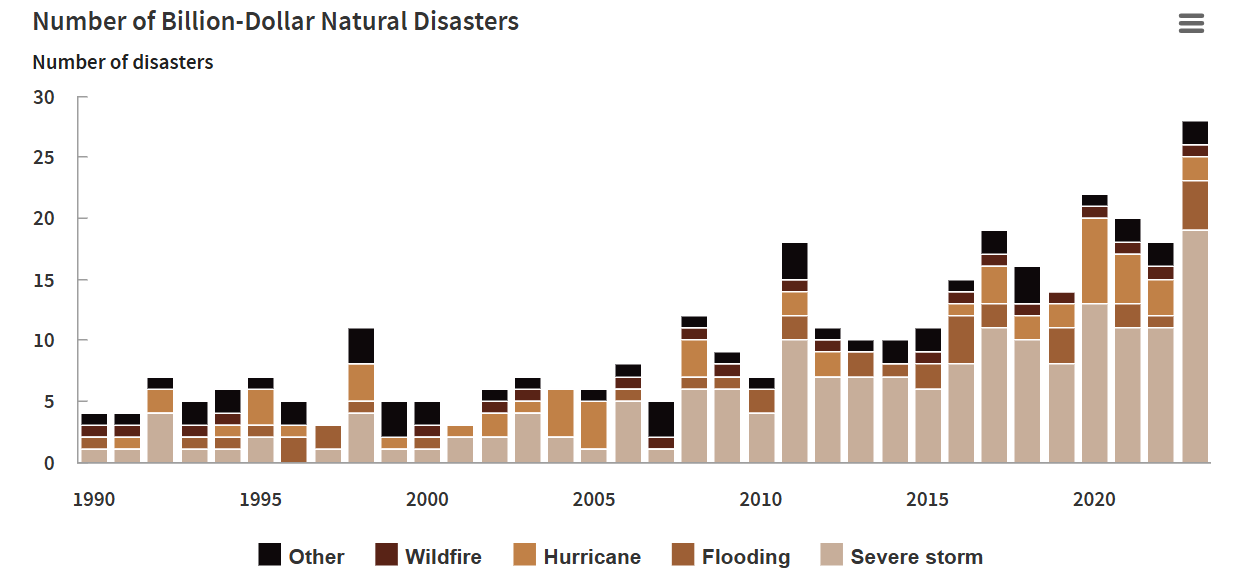 Number of Billion-Dollar Natural Disasters
Number of disasters
30
25
20
15
10
5
0
1990 1995 2000 2005 2010 2015 2020
Other Wildfire Hurricane Flooding Severe storm